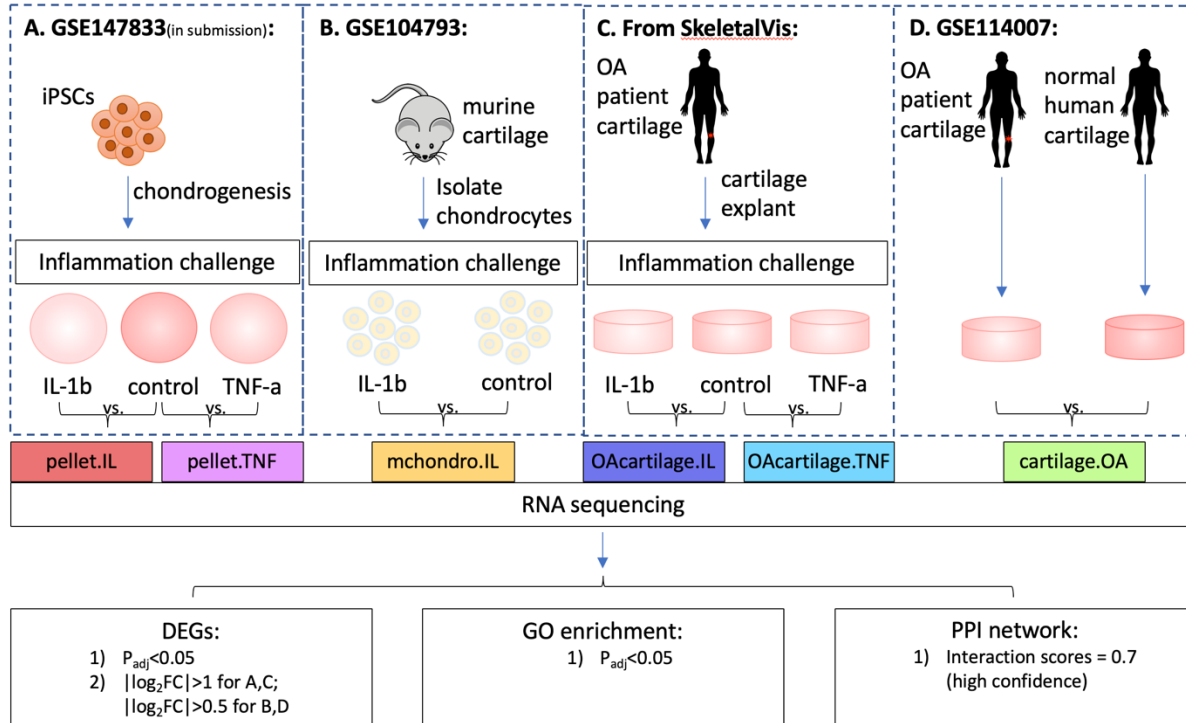 A. GSE147833(in submission):
iPSCs
chondrogenesis
Inflammation challenge
IL-1b control TNF-a
vs. vs.
pellet.IL pellet.TNF
B. GSE104793:
murine
cartilage
Isolate
chondrocytes
Inflammation challenge
IL-1b control
vs.
mchondro.IL
C. From SkeletalVis:
OA
patient
cartilage
cartilage
explant
Inflammation challenge
IL-1b control TNF-a
vs. vs.
OAcartilage.IL OAcartilage.TNF
D. GSE114007:
OA
patient
cartilage
normal
human
cartilage
vs.
cartilage.OA
RNA sequencing
DEGs:
1) Padj<0.05
2) |log2FC|>1 for A,C;
|log2FC|>0.5 for B,D
GO enrichment:
1) Padj<0.05
PPI network:
1) Interaction scores = 0.7
(high confidence)